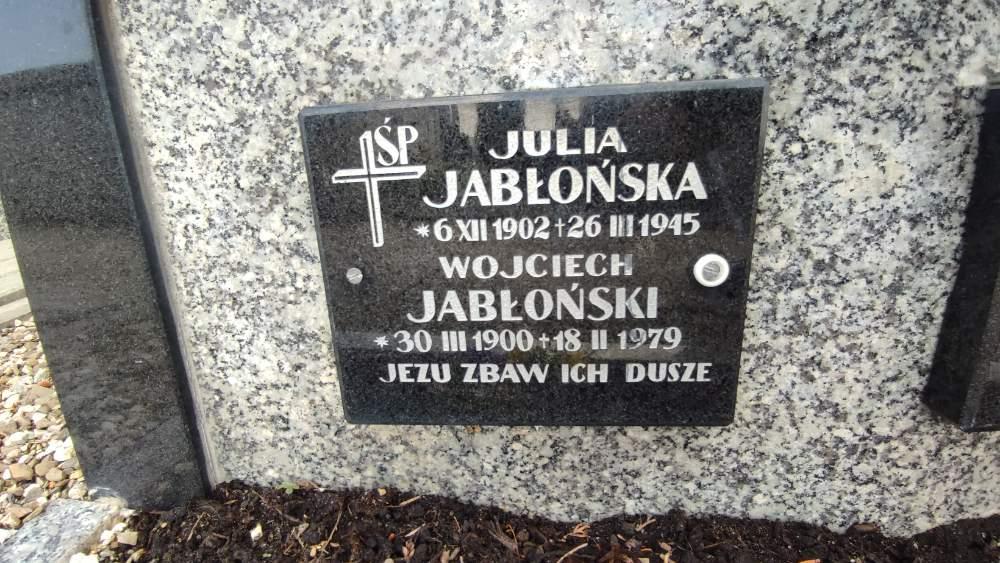 ŚP
JULIA
JABŁOŃSKA
*6 XII 1902 +26 III 1945
WOJCIECH
JABŁOŃSKI
*30 III 1900 +18 II 1979
JEZU ZBAW ICH DUSZE